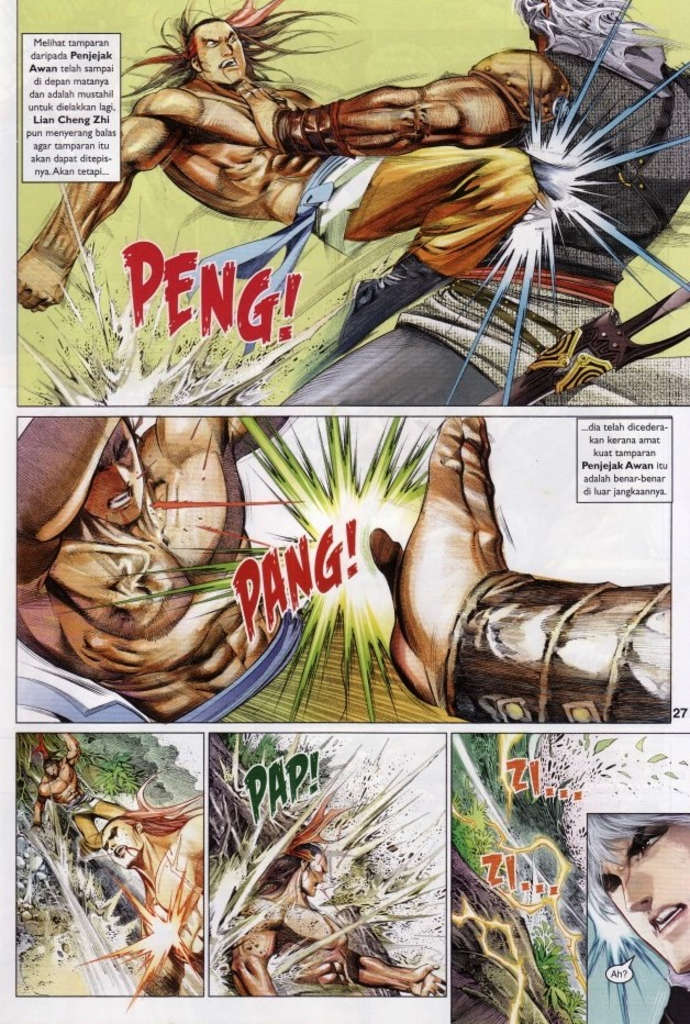 Melihat tamparan
daripada Penjejak
Awan telah sampai
di depan matanya
dan adalah mustahil
untuk dielakkan lagi,
Lian Cheng Zhi
pun menyerang balas
agar tamparan itu
akan dapat ditepis-
nya. Akan tetapi...
PENG!
...dia telah dicedera-
kan kerana amat
kuat tamparan
Penjejak Awan itu
adalah benar-benar
di luar jangkaannya.
PANG!
27
PAP!
ZI...
ZI...
Ah?